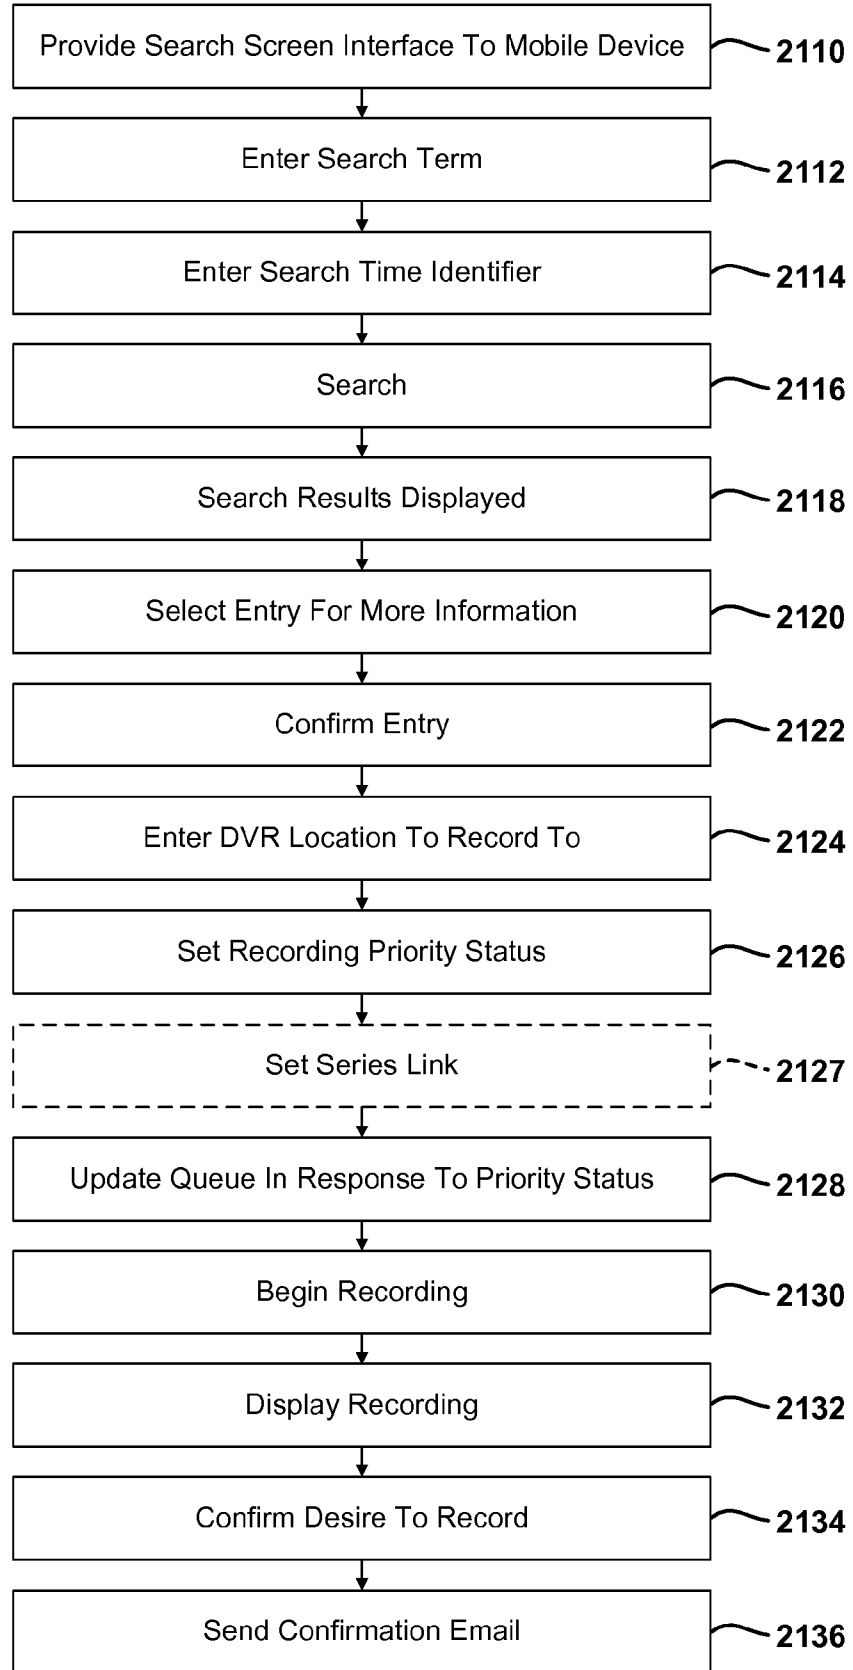 Provide Search Screen Interface To Mobile Device 2110
Enter Search Term 2112
Enter Search Time Identifier 2114
Search 2116
Search Results Displayed 2118
Select Entry For More Information 2120
Confirm Entry 2122
Enter DVR Location To Record To 2124
Set Recording Priority Status 2126
Set Series Link 2127
Update Queue In Response To Priority Status 2128
Begin Recording 2130
Display Recording 2132
Confirm Desire To Record 2134
Send Confirmation Email 2136